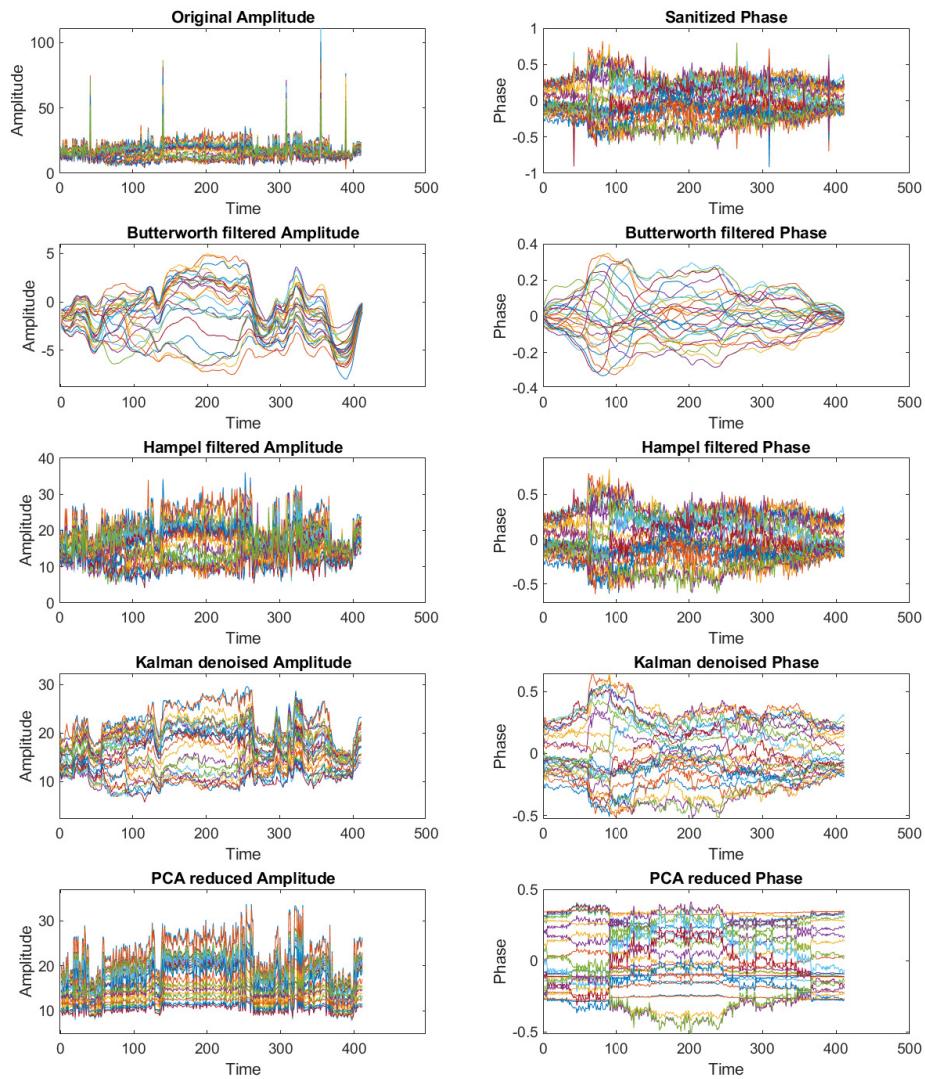 Original Amplitude
Amplitude
100
50
0
0 100 200 300 400 500
Time
Sanitized Phase
Phase
1
0.5
0
-0.5
-1
0 100 200 300 400 500
Time
Butterworth filtered Amplitude
Amplitude
5
0
-5
0 100 200 300 400 500
Time
Butterworth filtered Phase
Phase
0.4
0.2
0
-0.2
-0.4
0 100 200 300 400 500
Time
Hampel filtered Amplitude
Amplitude
40
30
20
10
0
0 100 200 300 400 500
Time
Hampel filtered Phase
Phase
0.5
0
-0.5
0 100 200 300 400 500
Time
Kalman denoised Amplitude
Amplitude
30
20
10
0 100 200 300 400 500
Time
Kalman denoised Phase
Phase
0.5
0
-0.5
0 100 200 300 400 500
Time
PCA reduced Amplitude
Amplitude
30
20
10
0 100 200 300 400 500
Time
PCA reduced Phase
Phase
0.5
0
-0.5
0 100 200 300 400 500
Time